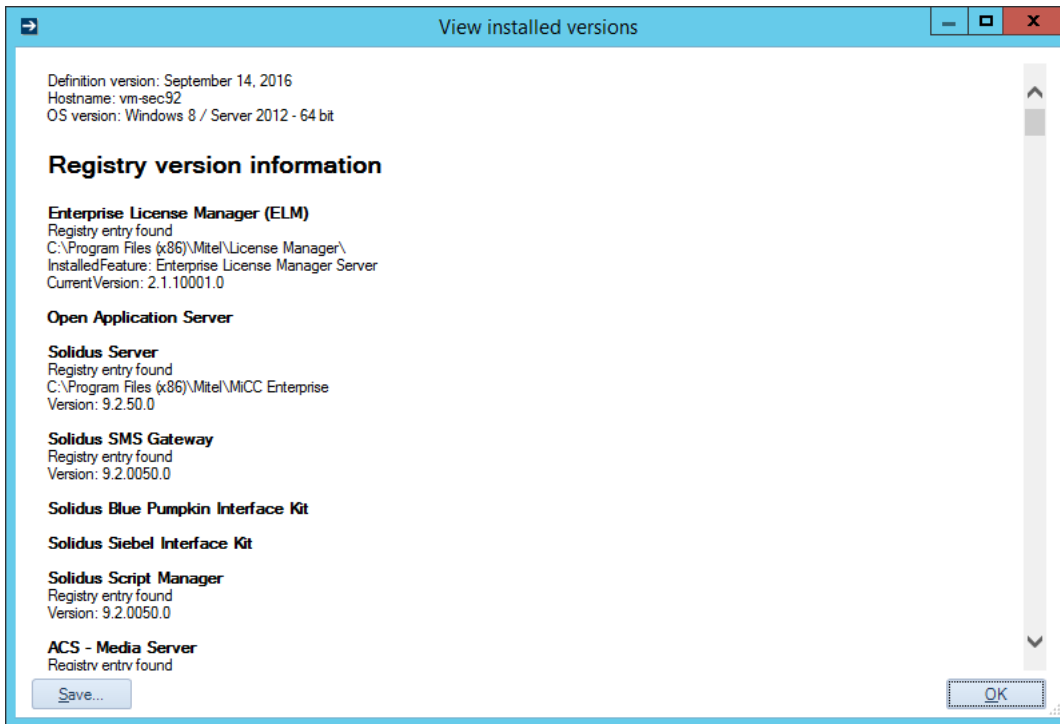 View installed versions
Definition version: September 14, 2016
Hostname: vm-sec92
OS version: Windows 8 / Server 2012 - 64 bit
Registry version information
Enterprise License Manager (ELM)
Registry entry found
C:\Program Files (x86)\Mitel\License Manager\
InstalledFeature: Enterprise License Manager Server
CurrentVersion: 2.1.10001.0
Open Application Server
Solidus Server
Registry entry found
C:\Program Files (x86)\Mitel\MiCC Enterprise
Version: 9.2.50.0
Solidus SMS Gateway
Registry entry found
Version: 9.2.0050.0
Solidus Blue Pumpkin Interface Kit
Solidus Siebel Interface Kit
Solidus Script Manager
Registry entry found
Version: 9.2.0050.0
ACS - Media Server
Registry entry found
Save...
OK